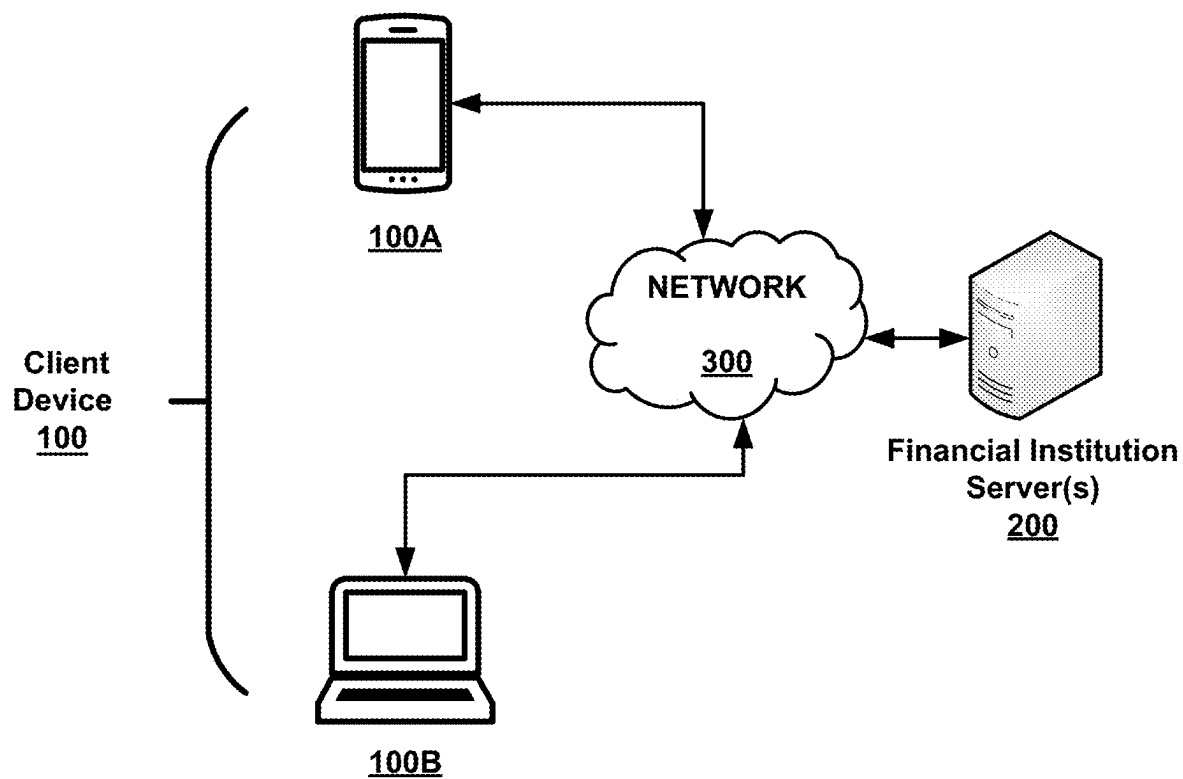 100A
NETWORK
300
Client
Device
100
Financial Institution
Server(s)
200
100B